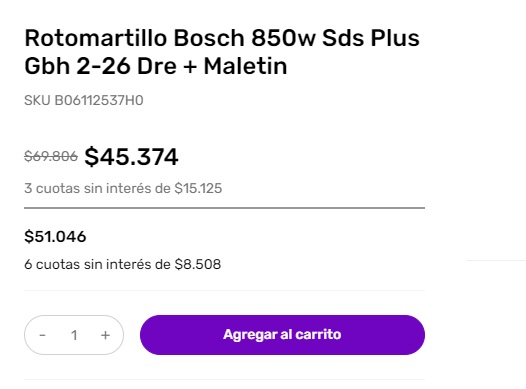 Rotomartillo Bosch 850w Sds Plus
Gbh 2-26 Dre + Maletin
SKU B06112537H0
$69.806 $45.374
3 cuotas sin interés de $15.125
$51.046
6 cuotas sin interés de $8.508
- 1 + Agregar al carrito